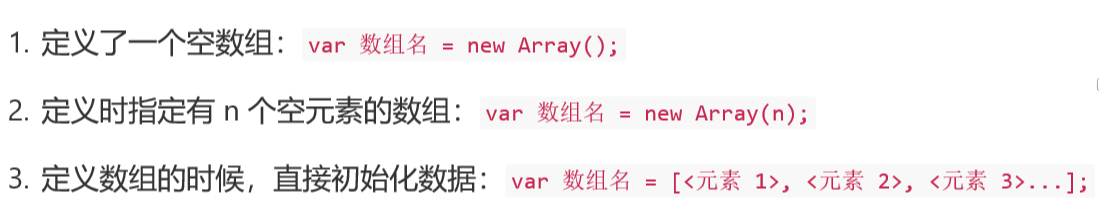 1. 定义了一个空数组：var 数组名 = new Array();
2. 定义时指定有 n 个空元素的数组：var 数组名 = new Array(n);
3. 定义数组的时候，直接初始化数据：var 数组名 = [<元素 1>, <元素 2>, <元素 3>...];